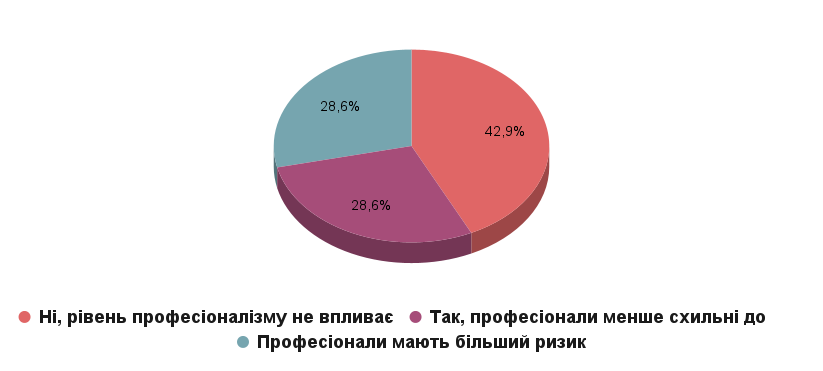 28,6%
42,9%
28,6%
Ні, рівень професіоналізму не впливає
Так, професіонали менше схильні до
Професіонали мають більший ризик